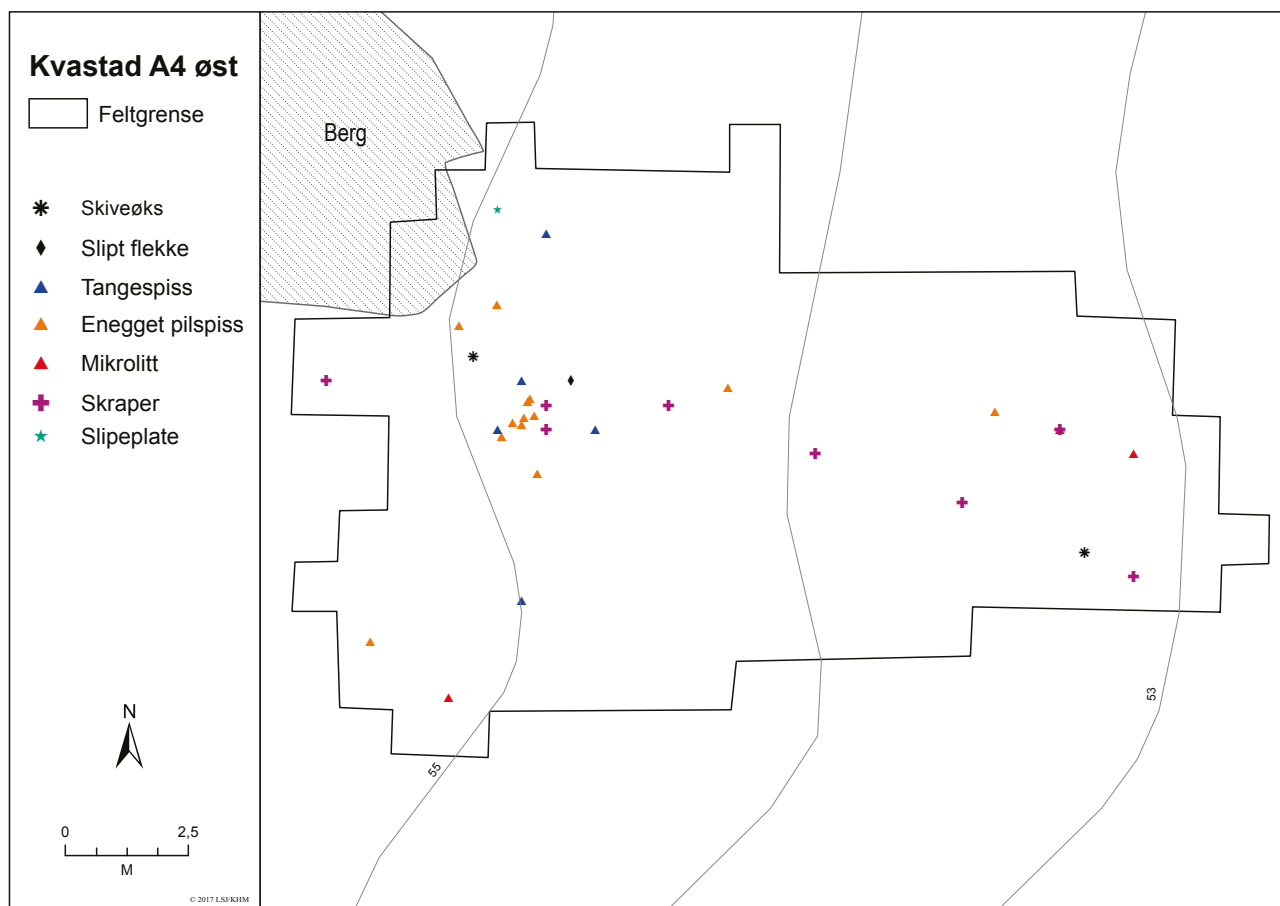 Kvastad A4 øst
Feltgrense
Skiveøks
Slipt flekke
Tangespiss
Enegget pilspiss
Mikrolitt
Skraper
Slipeplate
N
0 2,5
M
© 2017 LSJ/KHM
Berg
55
53